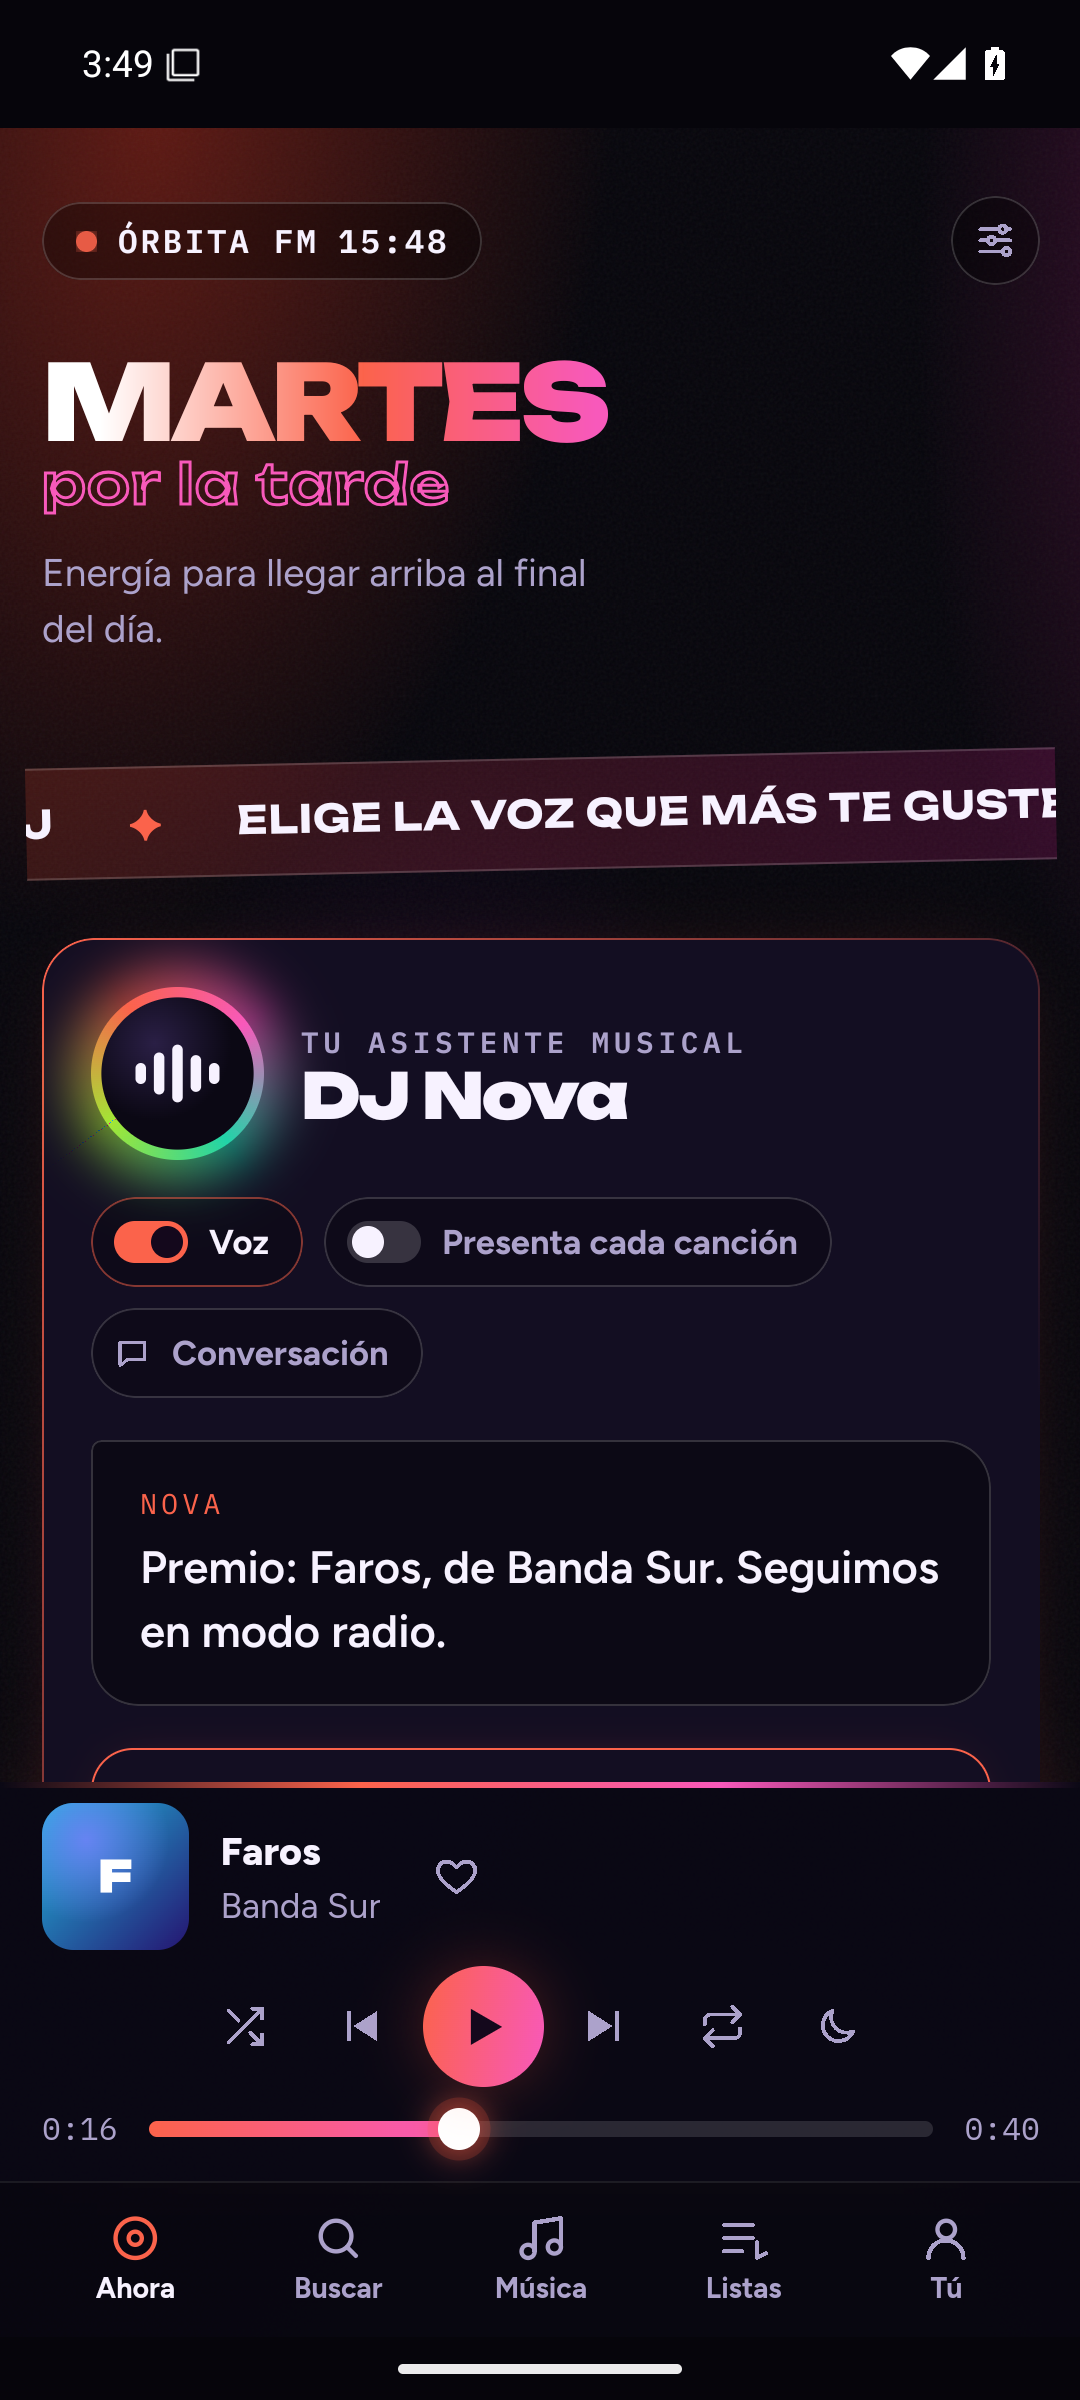 3:49
ÓRBITA FM 15:48
MARTES
por la tarde
Energía para llegar arriba al final
del día.
J ✦ ELIGE LA VOZ QUE MÁS TE GUSTE
TU ASISTENTE MUSICAL
DJ Nova
Voz
Presenta cada canción
Conversación
NOVA
Premio: Faros, de Banda Sur. Seguimos
en modo radio.
F
Faros
Banda Sur
0:16
0:40
Ahora
Buscar
Música
Listas
Tú